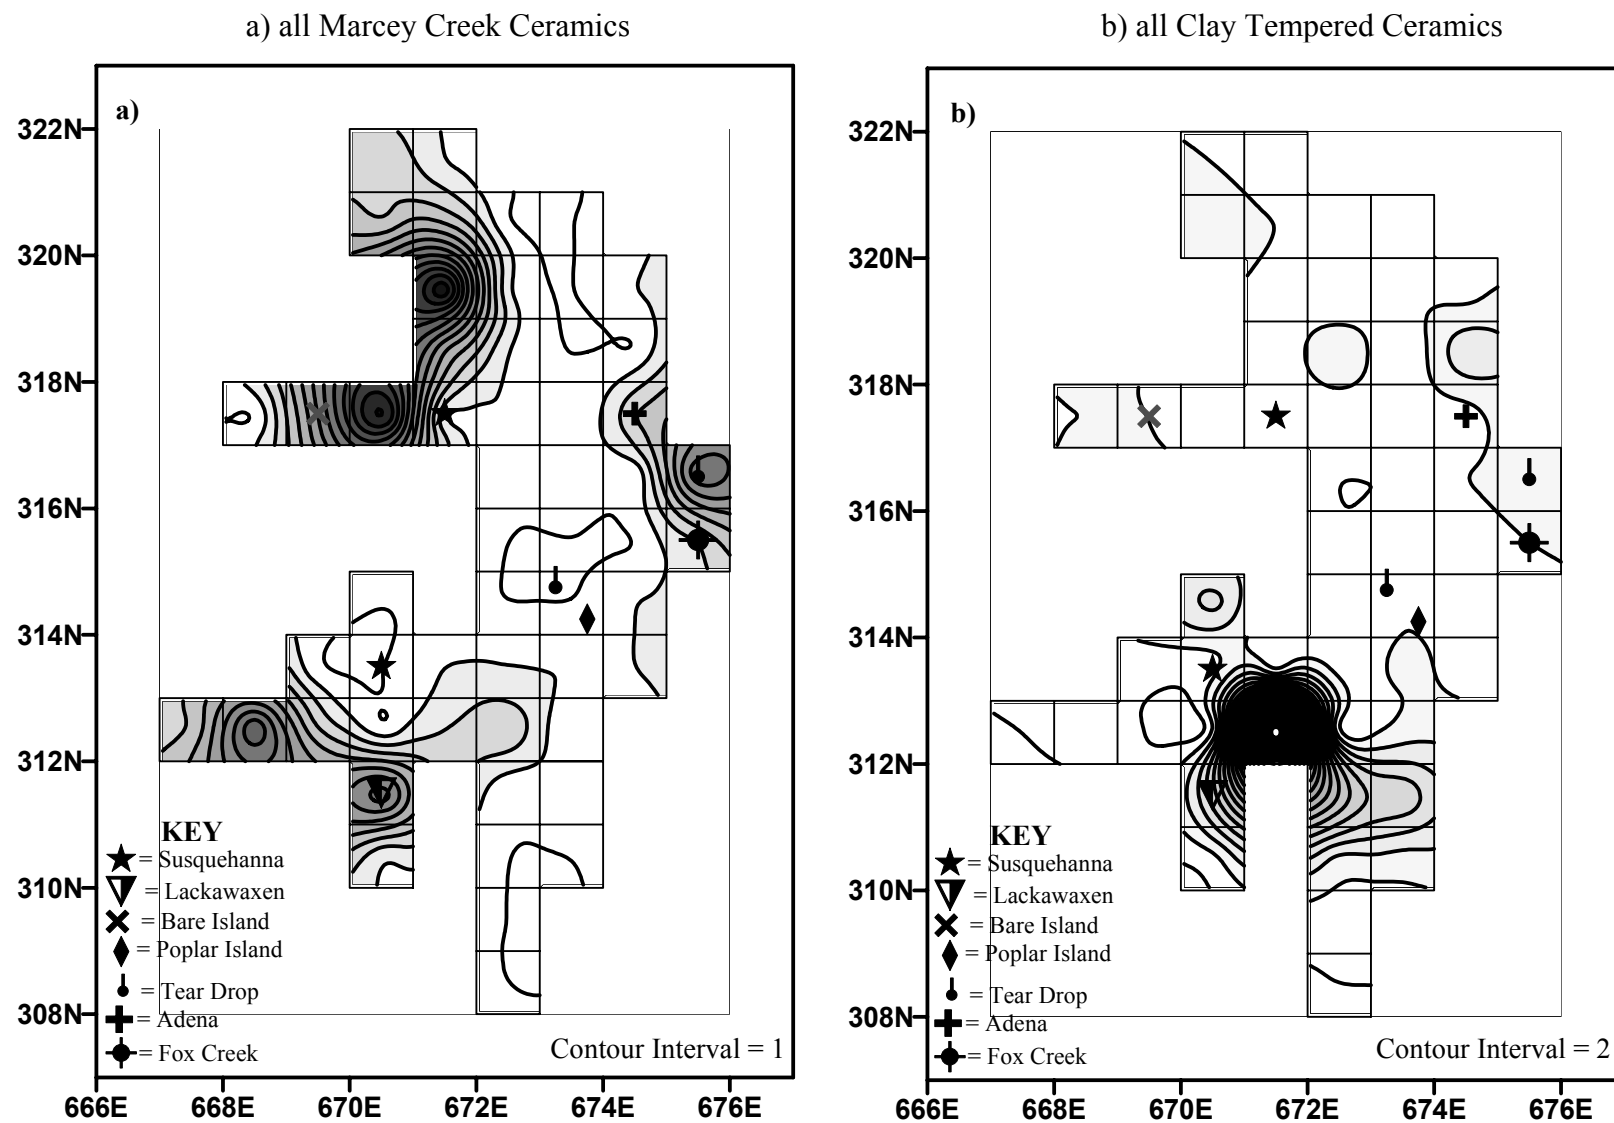 a) all Marcey Creek Ceramics
a)
322N
320N
318N
316N
314N
312N
310N
308N
KEY
= Susquehanna
= Lackawaxen
= Bare Island
= Poplar Island
= Tear Drop
= Adena
= Fox Creek
Contour Interval = 1
666E 668E 670E 672E 674E 676E
b) all Clay Tempered Ceramics
b)
322N
320N
318N
316N
314N
312N
310N
308N
KEY
= Susquehanna
= Lackawaxen
= Bare Island
= Poplar Island
= Tear Drop
= Adena
= Fox Creek
Contour Interval = 2
666E 668E 670E 672E 674E 676E